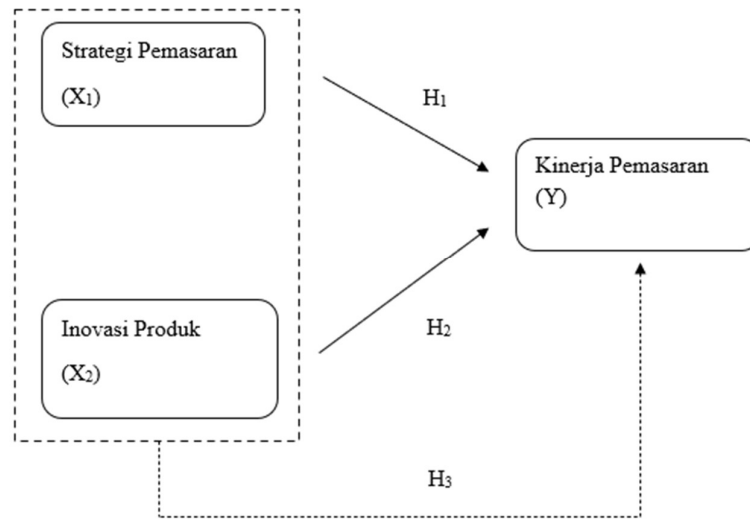 Strategi Pemasaran
(X₁)
H₁
Kinerja Pemasaran
(Y)
Inovasi Produk
(X₂)
H₂
H₃